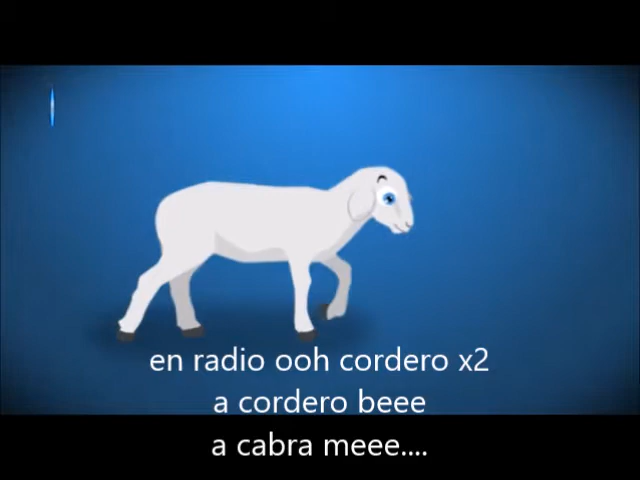 en radio ooh cordero x2
a cordero beee
a cabra meee....